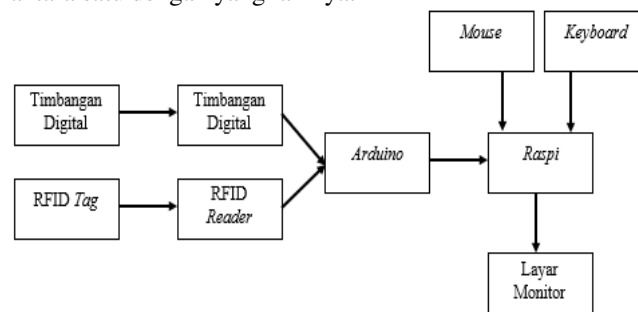 Mouse
Keyboard
Timbangan
Digital
Timbangan
Digital
Arduino
Raspi
RFID Tag
RFID
Reader
Layar
Monitor